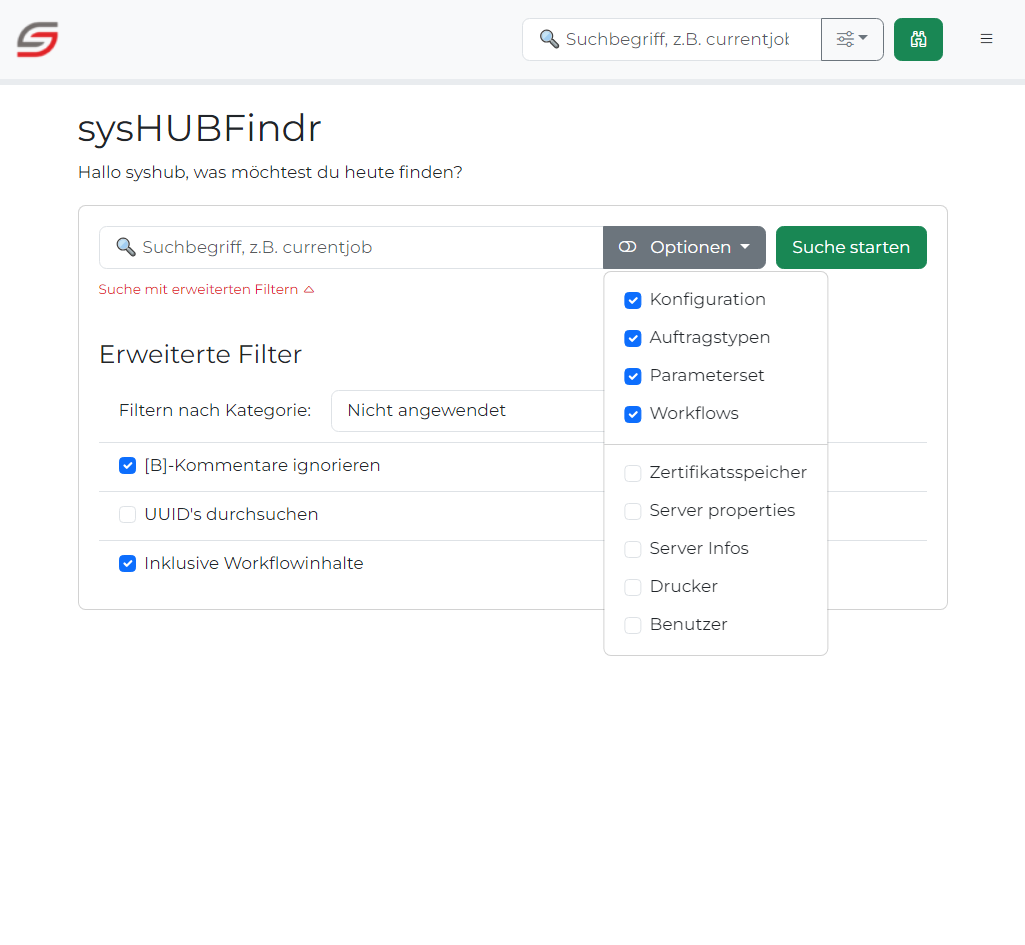 Suchbegriff, z.B. currentjob
sysHUBFindr
Hallo syshub, was möchtest du heute finden?
Suchbegriff, z.B. currentjob
Optionen
Suche starten
Suche mit erweiterten Filtern
Konfiguration
Auftragstypen
Parameterset
Workflows
Zertifikatsspeicher
Server properties
Server Infos
Drucker
Benutzer
Erweiterte Filter
Filtern nach Kategorie:
Nicht angewendet
[B]-Kommentare ignorieren
UUID's durchsuchen
Inklusive Workflowinhalte